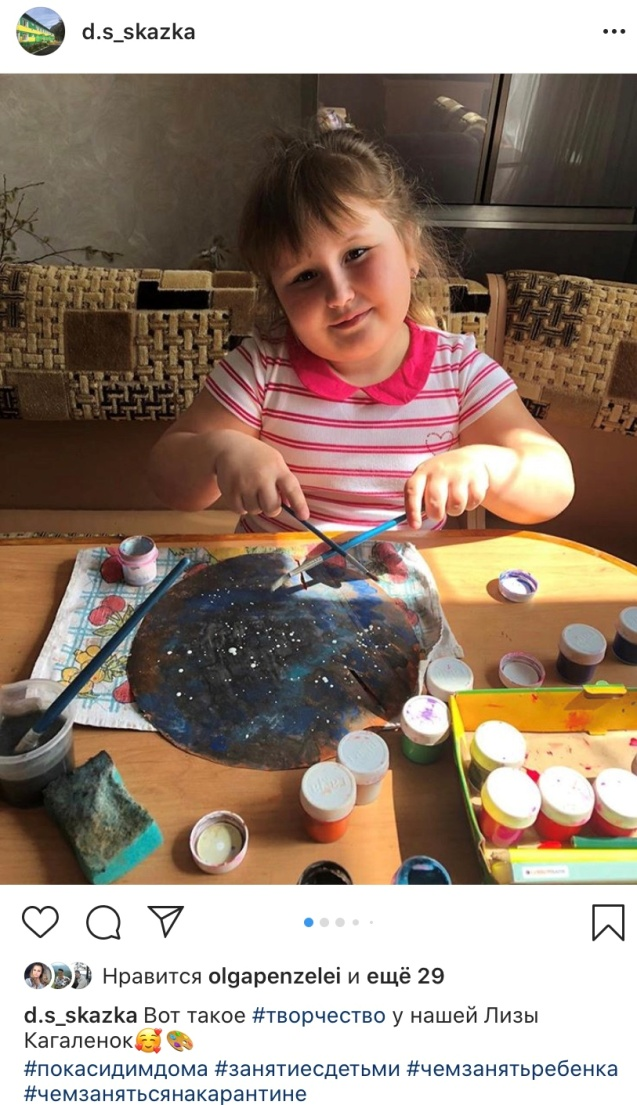 d.s_skazka
Нравится olgapenzelei и ещё 29
d.s_skazka Вот такое #творчество у нашей Лизы
Кагаленок🥰🎨
#покасидимдома #занятиесдетьми #чемзанятьребенка
#чемзанятьсянакарантине